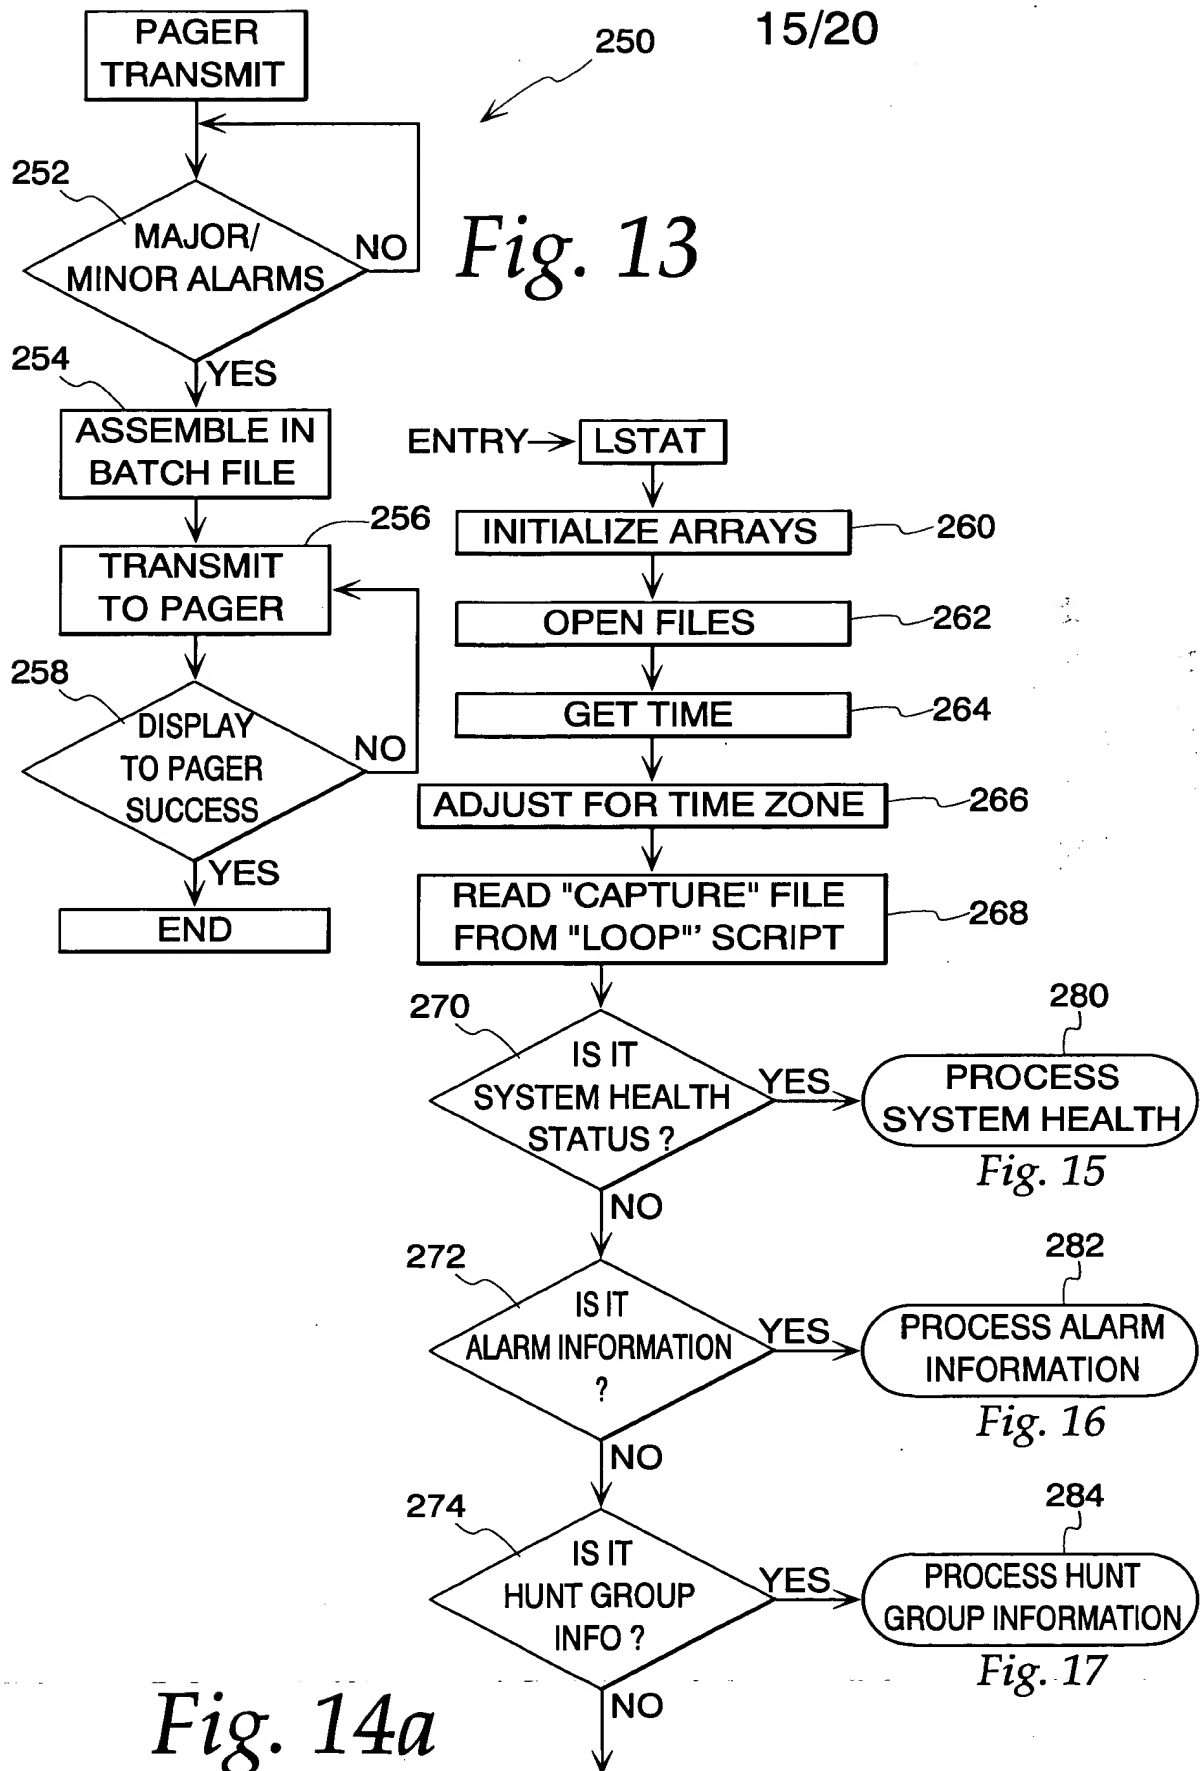 15/20
PAGER
TRANSMIT
250
252
MAJOR/
MINOR ALARMS
NO
Fig. 13
254
YES
ASSEMBLE IN
BATCH FILE
256
TRANSMIT
TO PAGER
258
DISPLAY
TO PAGER
SUCCESS
NO
YES
END
ENTRY
LSTAT
INITIALIZE ARRAYS
260
OPEN FILES
262
GET TIME
264
ADJUST FOR TIME ZONE
266
READ "CAPTURE" FILE
FROM "LOOP"' SCRIPT
268
270
IS IT
SYSTEM HEALTH
STATUS ?
YES
280
PROCESS
SYSTEM HEALTH
Fig. 15
NO
272
IS IT
ALARM INFORMATION
?
YES
282
PROCESS ALARM
INFORMATION
Fig. 16
NO
274
IS IT
HUNT GROUP
INFO ?
YES
284
PROCESS HUNT
GROUP INFORMATION
Fig. 17
NO
Fig. 14a